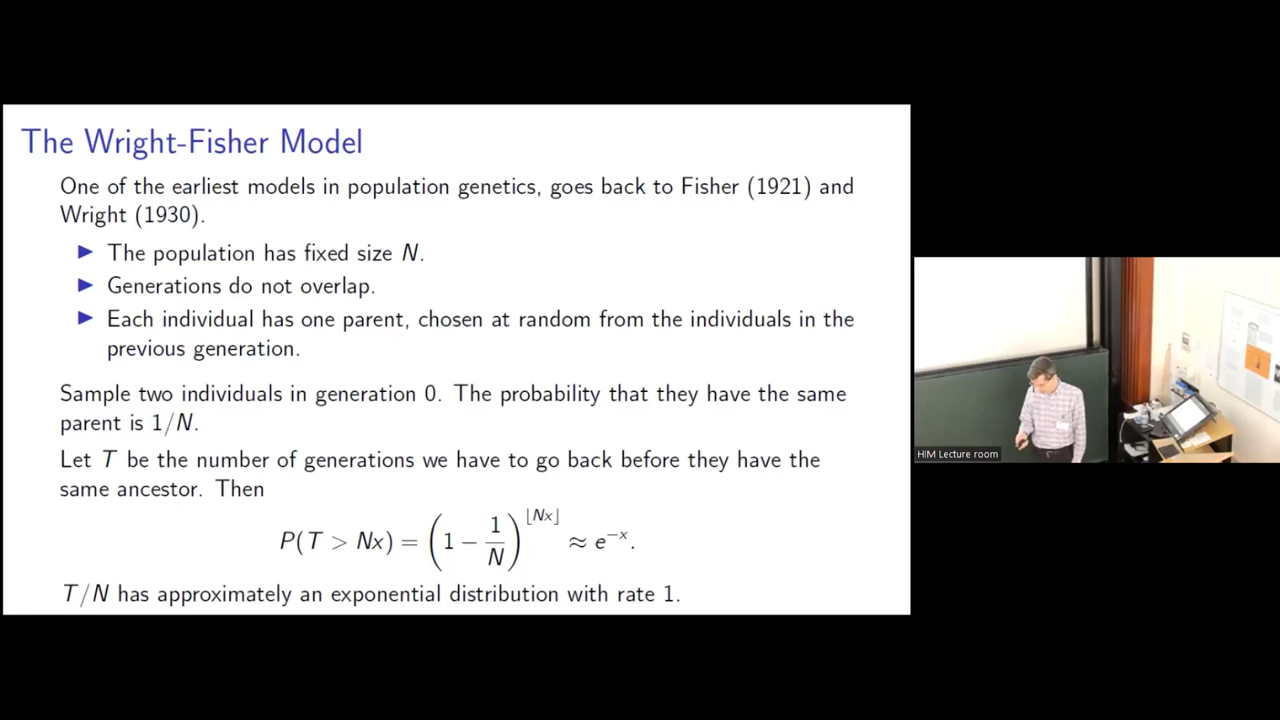 The Wright-Fisher Model
One of the earliest models in population genetics, goes back to Fisher (1921) and
Wright (1930).
▶ The population has fixed size N.
▶ Generations do not overlap.
▶ Each individual has one parent, chosen at random from the individuals in the
previous generation.
Sample two individuals in generation 0. The probability that they have the same
parent is 1/N.
Let T be the number of generations we have to go back before they have the
same ancestor. Then
P(T > Nx) = (1 − 1/N)^⌊Nx⌋ ≈ e^−x.
T/N has approximately an exponential distribution with rate 1.
HIM Lecture room